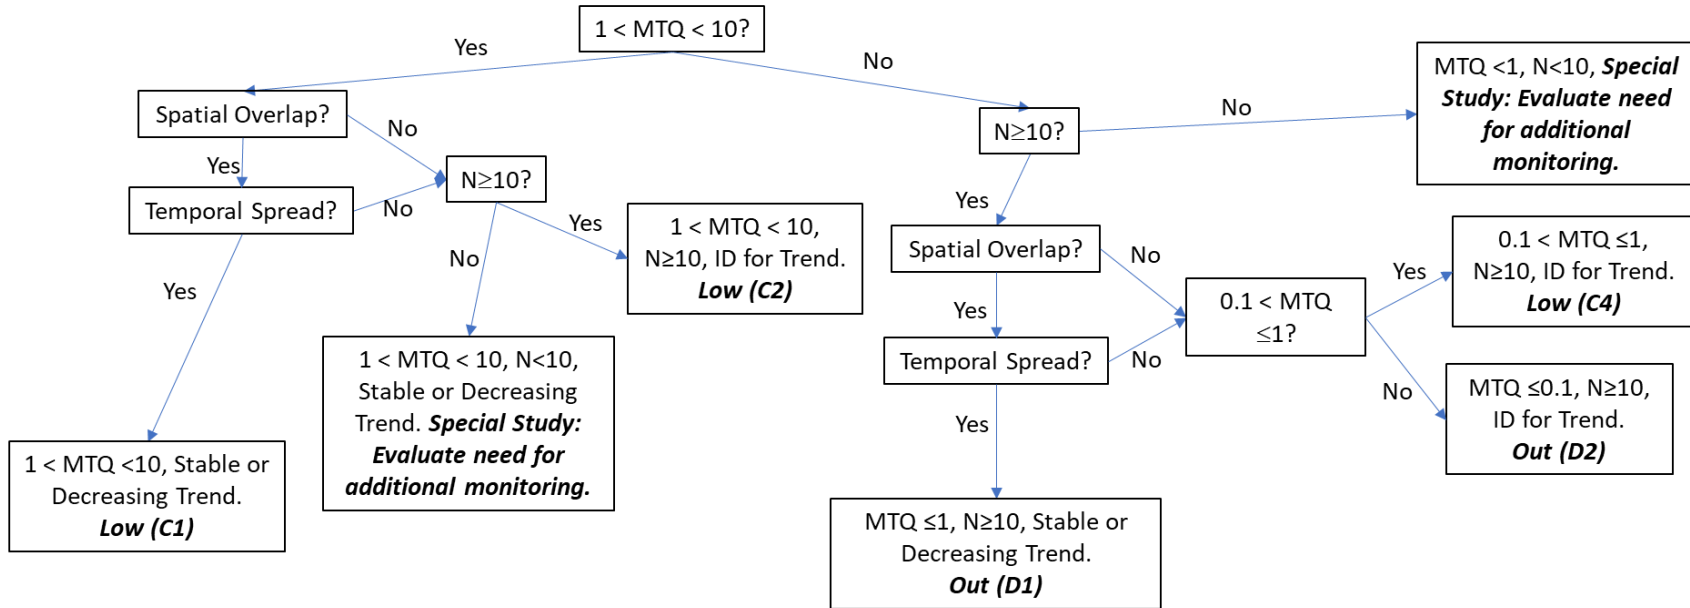 1 < MTQ < 10?
Yes
No
Spatial Overlap?
No
Yes
Temporal Spread?
No
N≥10?
Yes
1 < MTQ <10, Stable or
Decreasing Trend.
Low (C1)
No
Yes
1 < MTQ < 10,
N≥10, ID for Trend.
Low (C2)
1 < MTQ < 10, N<10,
Stable or Decreasing
Trend. Special Study:
Evaluate need for
additional monitoring.
N≥10?
No
MTQ <1, N<10, Special
Study: Evaluate need
for additional
monitoring.
Yes
Spatial Overlap?
No
Yes
Temporal Spread?
No
0.1 < MTQ
≤1?
Yes
0.1 < MTQ ≤1,
N≥10, ID for Trend.
Low (C4)
No
MTQ ≤0.1, N≥10,
ID for Trend.
Out (D2)
Yes
MTQ ≤1, N≥10, Stable or
Decreasing Trend.
Out (D1)